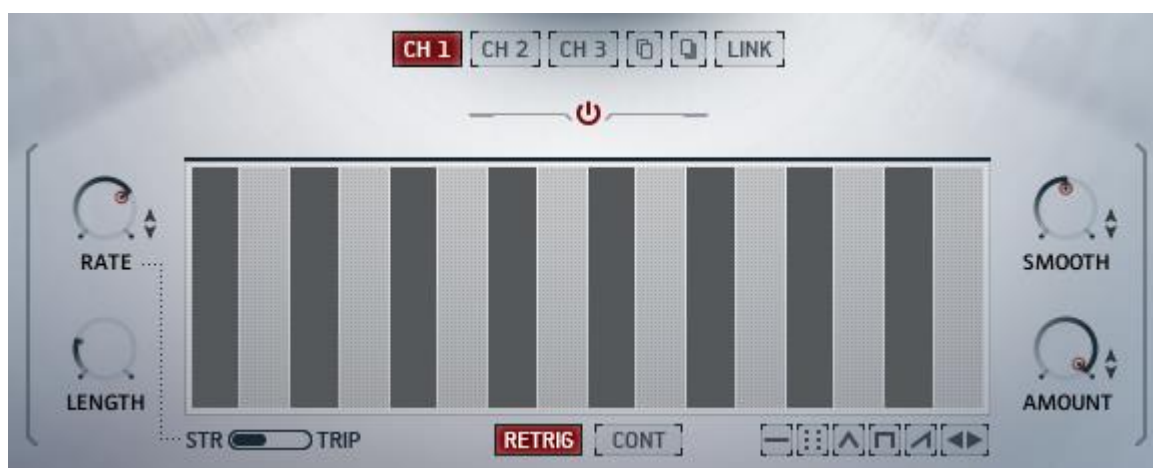 CH 1 CH 2 CH 3 LINK
RATE SMOOTH
LENGTH AMOUNT
STR TRIP RETRIG CONT